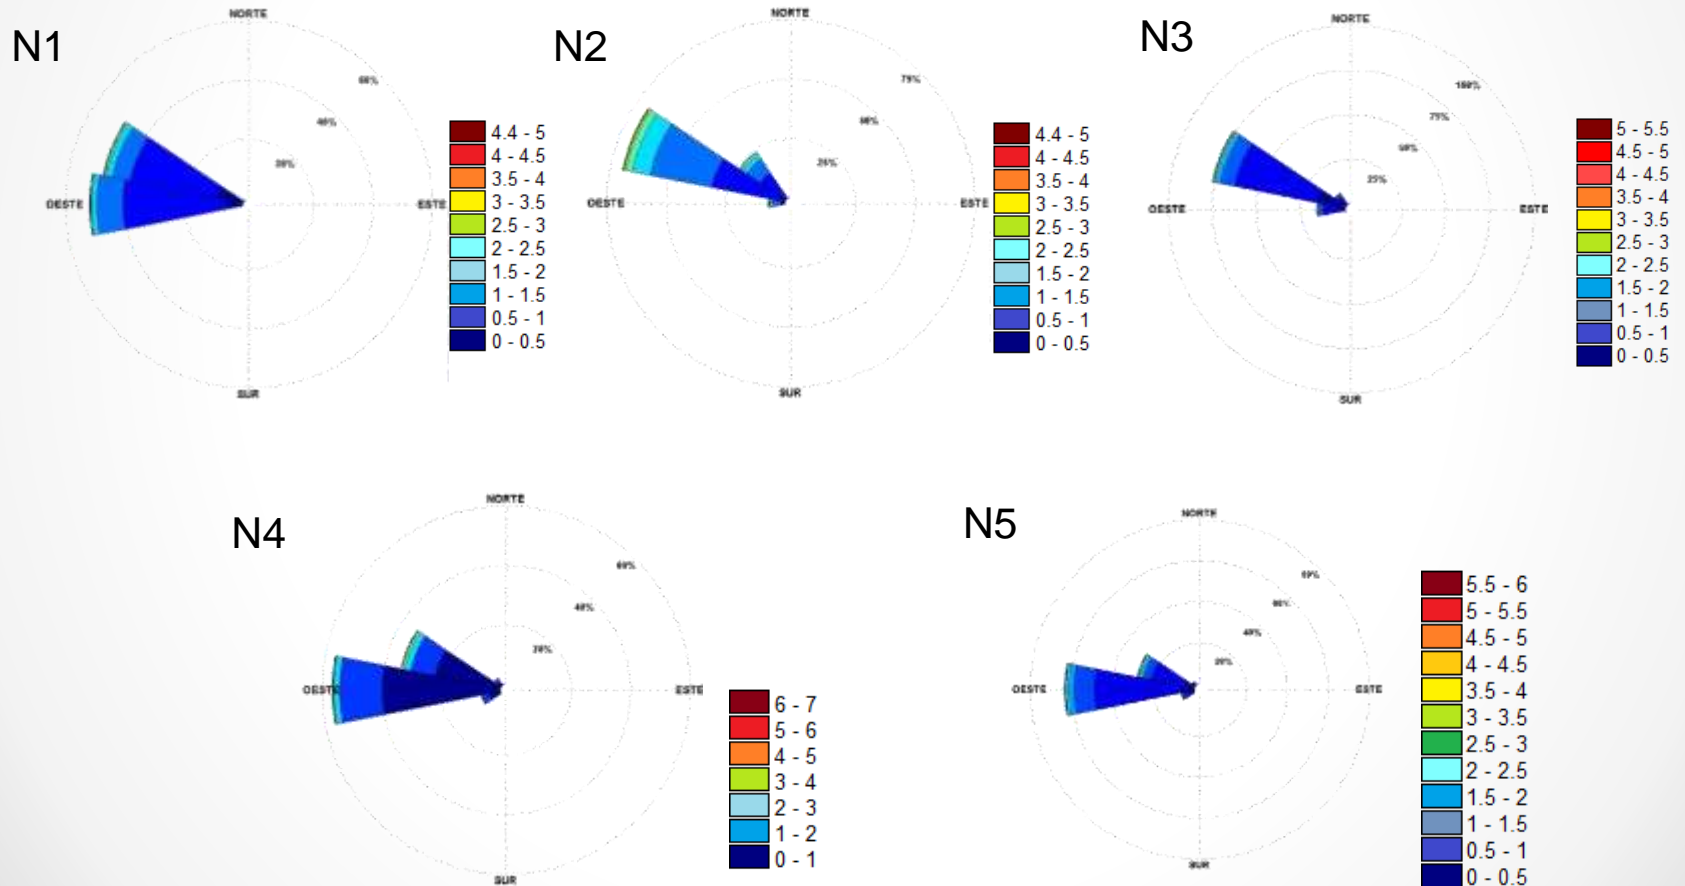 N1
NORTE
60%
40%
20%
OESTE
ESTE
SUR
4.4 - 5
4 - 4.5
3.5 - 4
3 - 3.5
2.5 - 3
2 - 2.5
1.5 - 2
1 - 1.5
0.5 - 1
0 - 0.5
N2
NORTE
75%
50%
25%
OESTE
ESTE
SUR
4.4 - 5
4 - 4.5
3.5 - 4
3 - 3.5
2.5 - 3
2 - 2.5
1.5 - 2
1 - 1.5
0.5 - 1
0 - 0.5
N3
NORTE
100%
75%
50%
25%
OESTE
ESTE
SUR
5 - 5.5
4.5 - 5
4 - 4.5
3.5 - 4
3 - 3.5
2.5 - 3
2 - 2.5
1.5 - 2
1 - 1.5
0.5 - 1
0 - 0.5
N4
NORTE
60%
40%
20%
OESTE
ESTE
SUR
6 - 7
5 - 6
4 - 5
3 - 4
2 - 3
1 - 2
0 - 1
N5
NORTE
60%
40%
20%
OESTE
ESTE
SUR
5.5 - 6
5 - 5.5
4.5 - 5
4 - 4.5
3.5 - 4
3 - 3.5
2.5 - 3
2 - 2.5
1.5 - 2
1 - 1.5
0.5 - 1
0 - 0.5